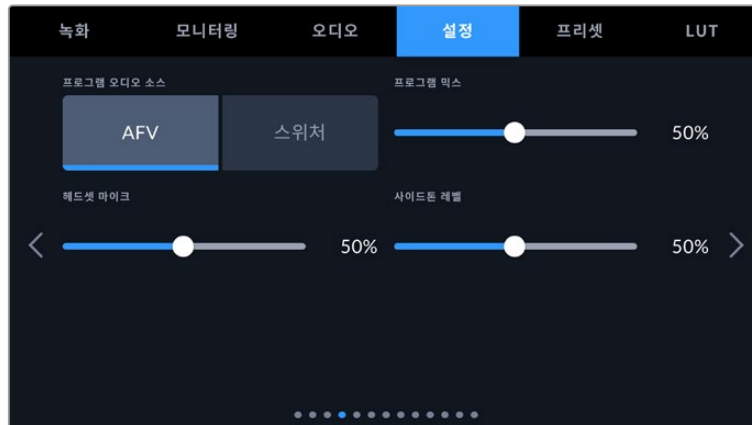 녹화 모니터링 오디오 설정 프리셋 LUT
프로그램 오디오 소스 프로그램 믹스
AFV 스위처 50%
헤드셋 마이크 사이드톤 레벨
50% 50%